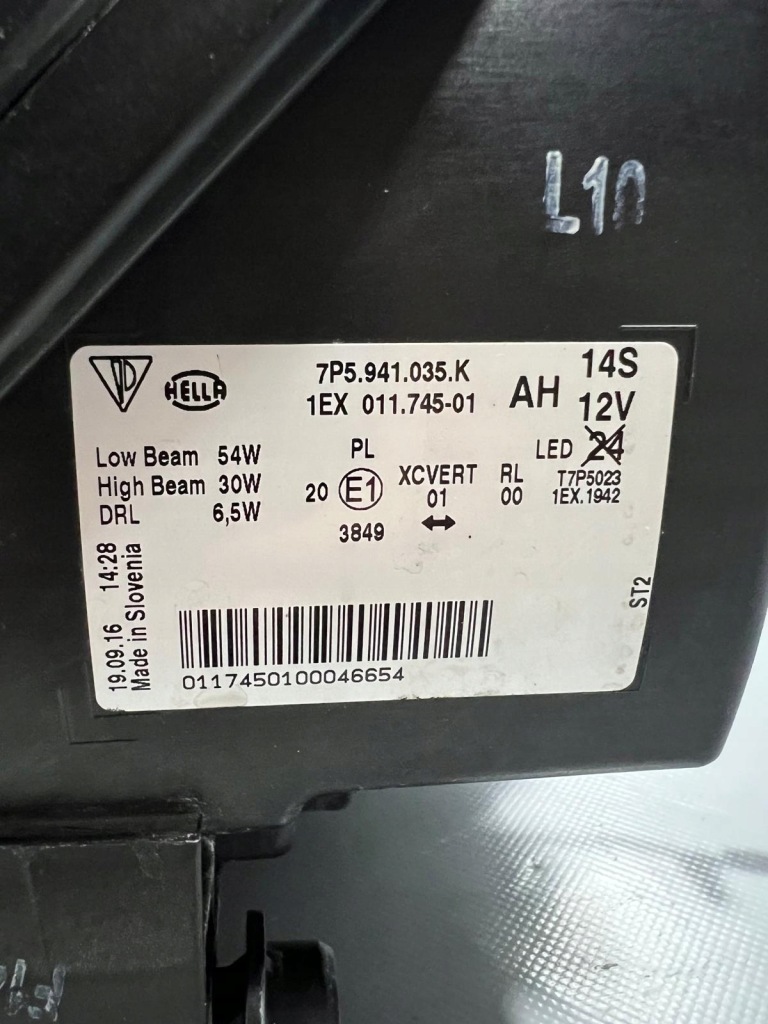 L10
HELLA
7P5.941.035.K
1EX 011.745-01
AH
14S
12V
LED 24
T7P5023
1EX.1942
Low Beam 54W
High Beam 30W
DRL 6,5W
PL
20 E1
3849
XCVERT
01
↔
RL
00
19.09.16 14:28
Made in Slovenia
ST2
0117450100046654